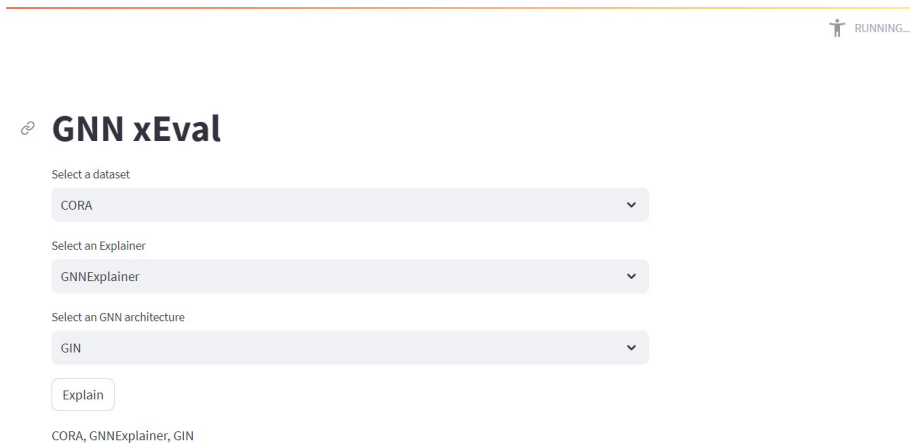 RUNNING...
GNN xEval
Select a dataset
CORA
Select an Explainer
GNNExplainer
Select an GNN architecture
GIN
Explain
CORA, GNNExplainer, GIN